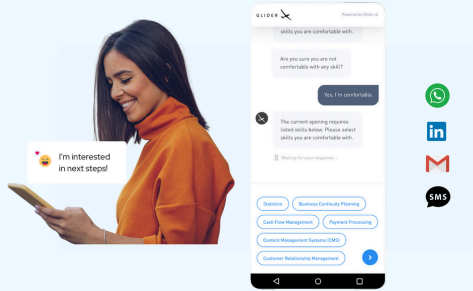 GLIDER
Powered by Glider.ai
skills you are comfortable with.
Are you sure you are not
comfortable with any skill?
Yes, I'm comfortable.
The current opening requires
listed skills below. Please select
skills you are comfortable with.
Waiting for your response...
I'm interested
in next steps!
Statistics
Business Continuity Planning
Cash Flow Management
Payment Processing
Content Management Systems (CMS)
Customer Relationship Management
in
SMS